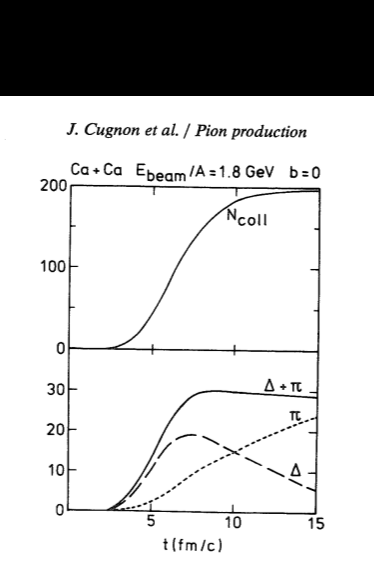 J. Cugnon et al. / Pion production
Ca + Ca E_beam /A = 1.8 GeV b = 0
200
N_coll
100
0
30
Δ + π
π
20
10
Δ
0
5 10 15
t (fm/c)